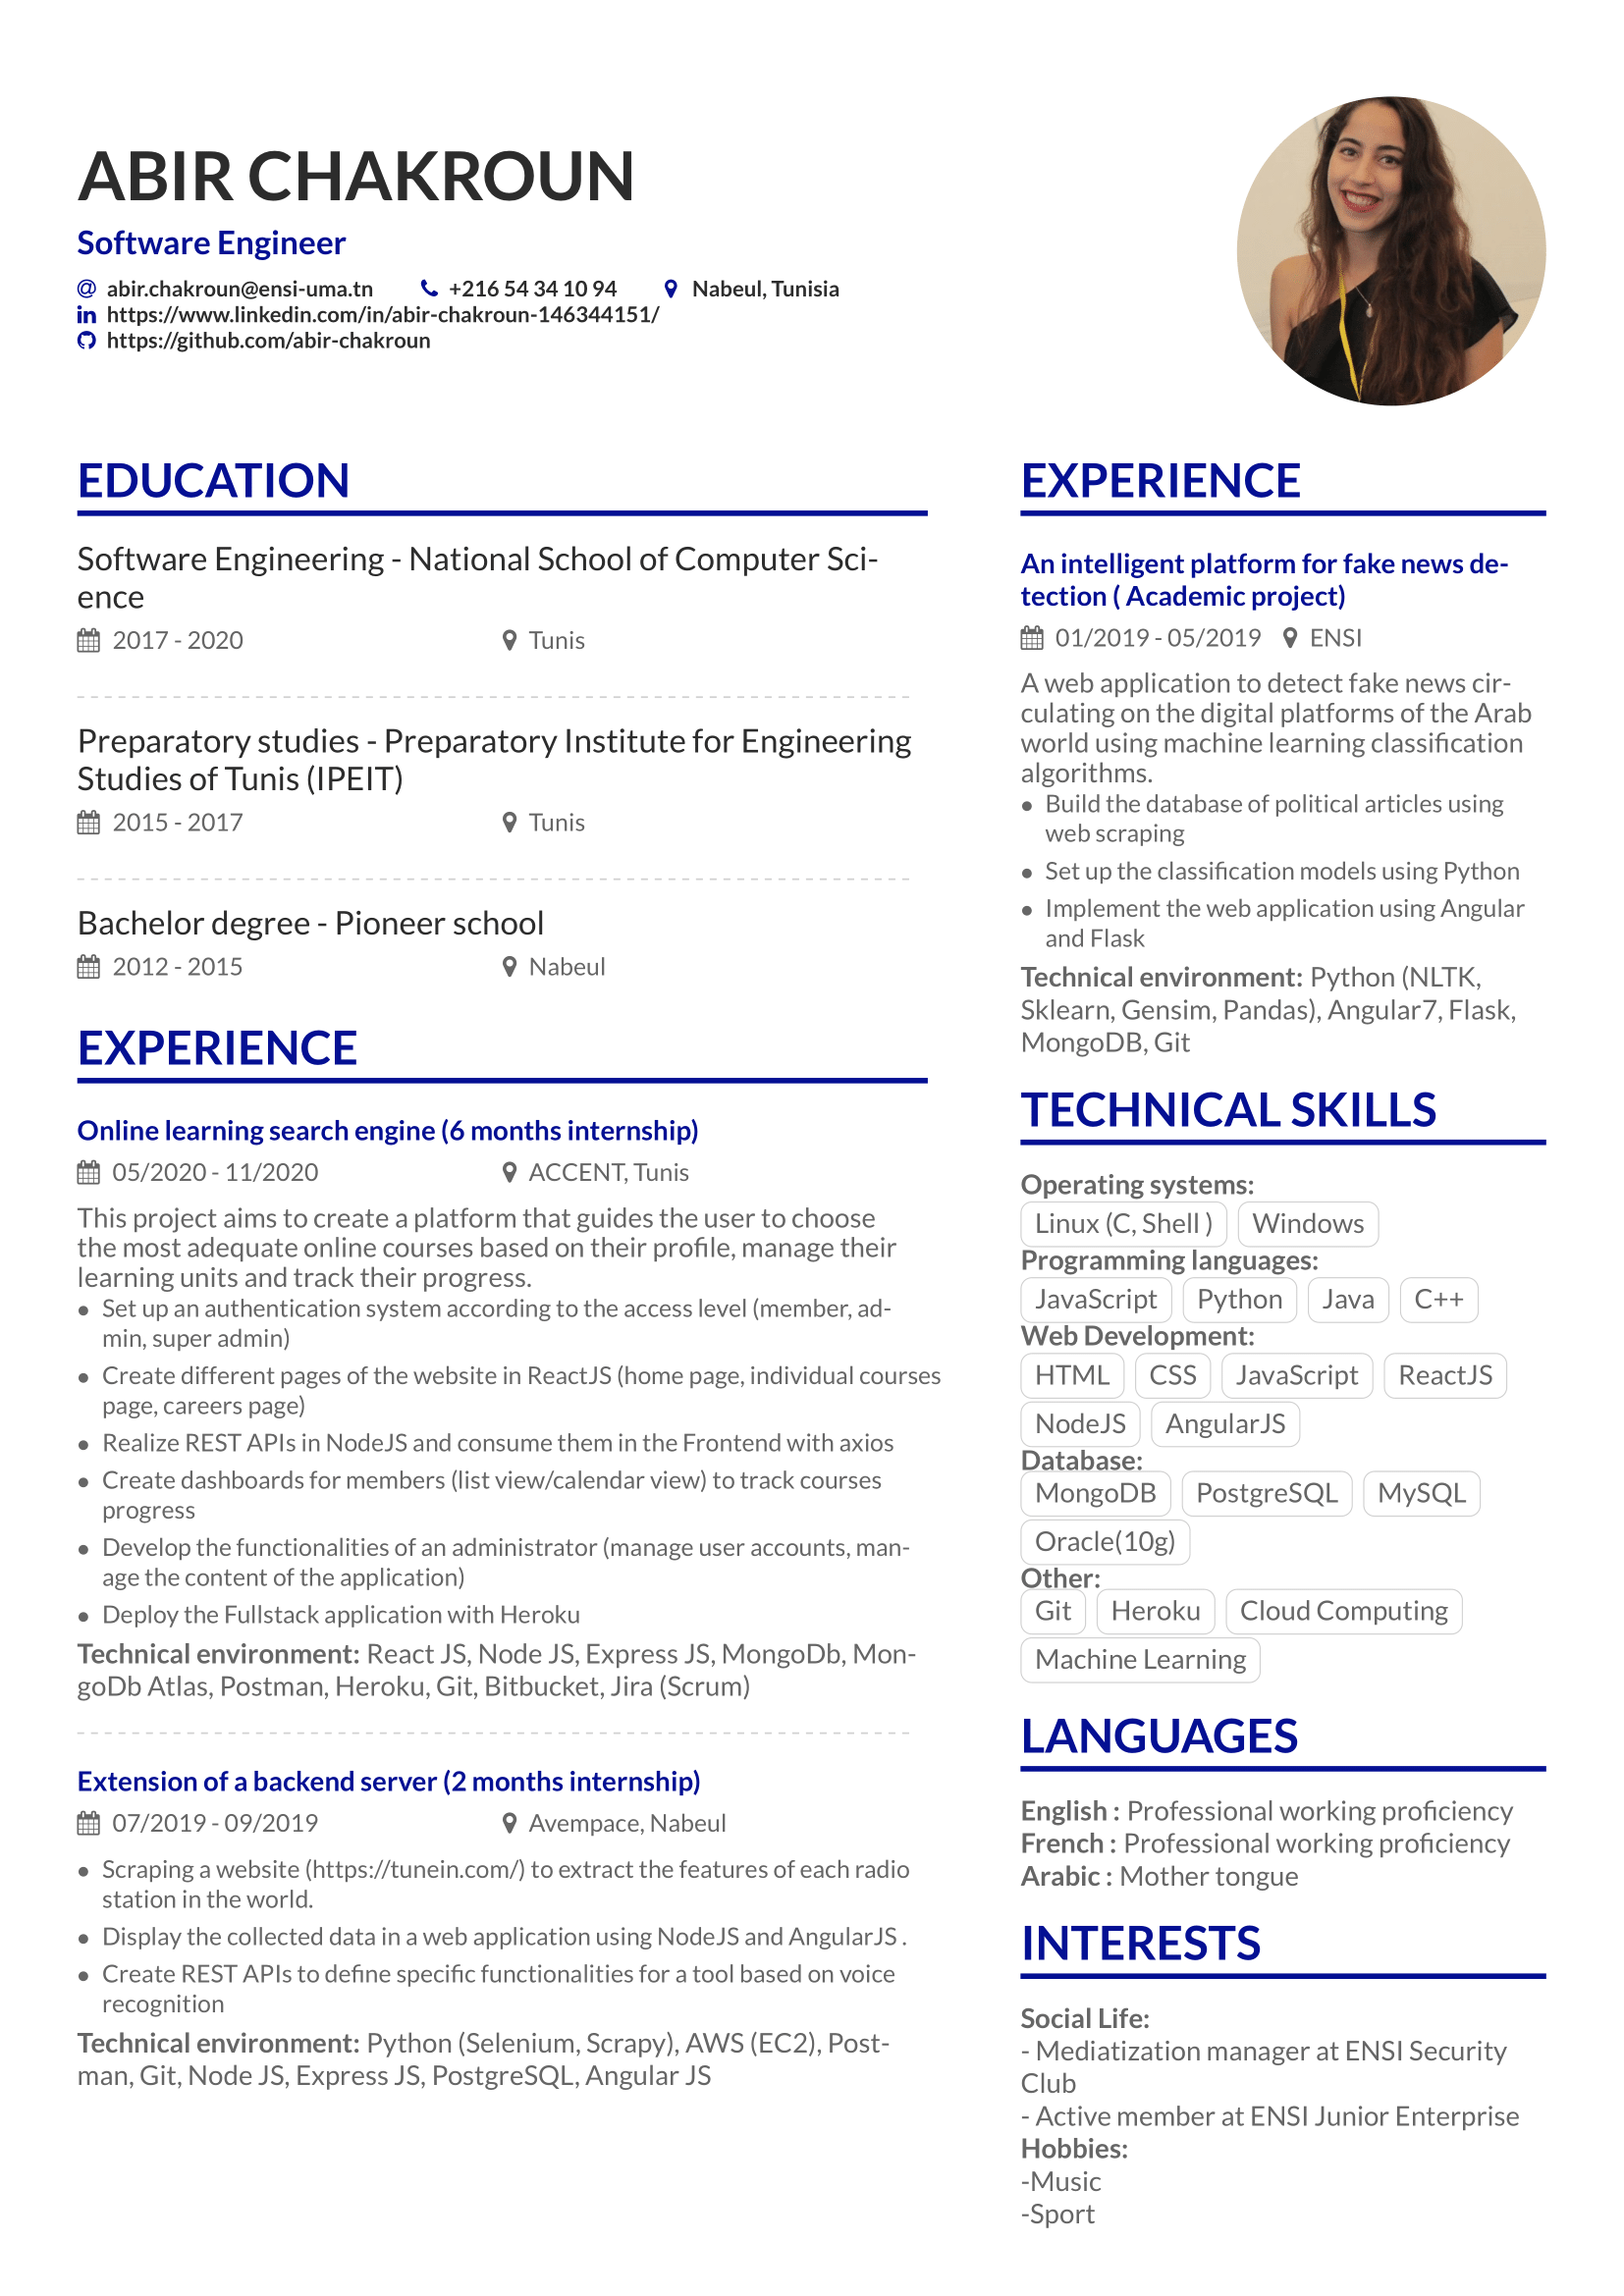 ABIR CHAKROUN
Software Engineer
abir.chakroun@ensi-uma.tn +216 54 34 10 94 Nabeul, Tunisia
https://www.linkedin.com/in/abir-chakroun-146344151/
https://github.com/abir-chakroun
EDUCATION
Software Engineering - National School of Computer Sci-
ence
2017 - 2020 Tunis
Preparatory studies - Preparatory Institute for Engineering
Studies of Tunis (IPEIT)
2015 - 2017 Tunis
Bachelor degree - Pioneer school
2012 - 2015 Nabeul
EXPERIENCE
Online learning search engine (6 months internship)
05/2020 - 11/2020 ACCENT, Tunis
This project aims to create a platform that guides the user to choose
the most adequate online courses based on their profile, manage their
learning units and track their progress.
• Set up an authentication system according to the access level (member, ad-
min, super admin)
• Create different pages of the website in ReactJS (home page, individual courses
page, careers page)
• Realize REST APIs in NodeJS and consume them in the Frontend with axios
• Create dashboards for members (list view/calendar view) to track courses
progress
• Develop the functionalities of an administrator (manage user accounts, man-
age the content of the application)
• Deploy the Fullstack application with Heroku
Technical environment: React JS, Node JS, Express JS, MongoDb, Mon-
goDb Atlas, Postman, Heroku, Git, Bitbucket, Jira (Scrum)
Extension of a backend server (2 months internship)
07/2019 - 09/2019 Avempace, Nabeul
• Scraping a website (https://tunein.com/) to extract the features of each radio
station in the world.
• Display the collected data in a web application using NodeJS and AngularJS .
• Create REST APIs to define specific functionalities for a tool based on voice
recognition
Technical environment: Python (Selenium, Scrapy), AWS (EC2), Post-
man, Git, Node JS, Express JS, PostgreSQL, Angular JS
EXPERIENCE
An intelligent platform for fake news de-
tection ( Academic project)
01/2019 - 05/2019 ENSI
A web application to detect fake news cir-
culating on the digital platforms of the Arab
world using machine learning classification
algorithms.
• Build the database of political articles using
web scraping
• Set up the classification models using Python
• Implement the web application using Angular
and Flask
Technical environment: Python (NLTK,
Sklearn, Gensim, Pandas), Angular7, Flask,
MongoDB, Git
TECHNICAL SKILLS
Operating systems:
Linux (C, Shell ) Windows
Programming languages:
JavaScript Python Java C++
Web Development:
HTML CSS JavaScript ReactJS
NodeJS AngularJS
Database:
MongoDB PostgreSQL MySQL
Oracle(10g)
Other:
Git Heroku Cloud Computing
Machine Learning
LANGUAGES
English : Professional working proficiency
French : Professional working proficiency
Arabic : Mother tongue
INTERESTS
Social Life:
- Mediatization manager at ENSI Security
Club
- Active member at ENSI Junior Enterprise
Hobbies:
-Music
-Sport